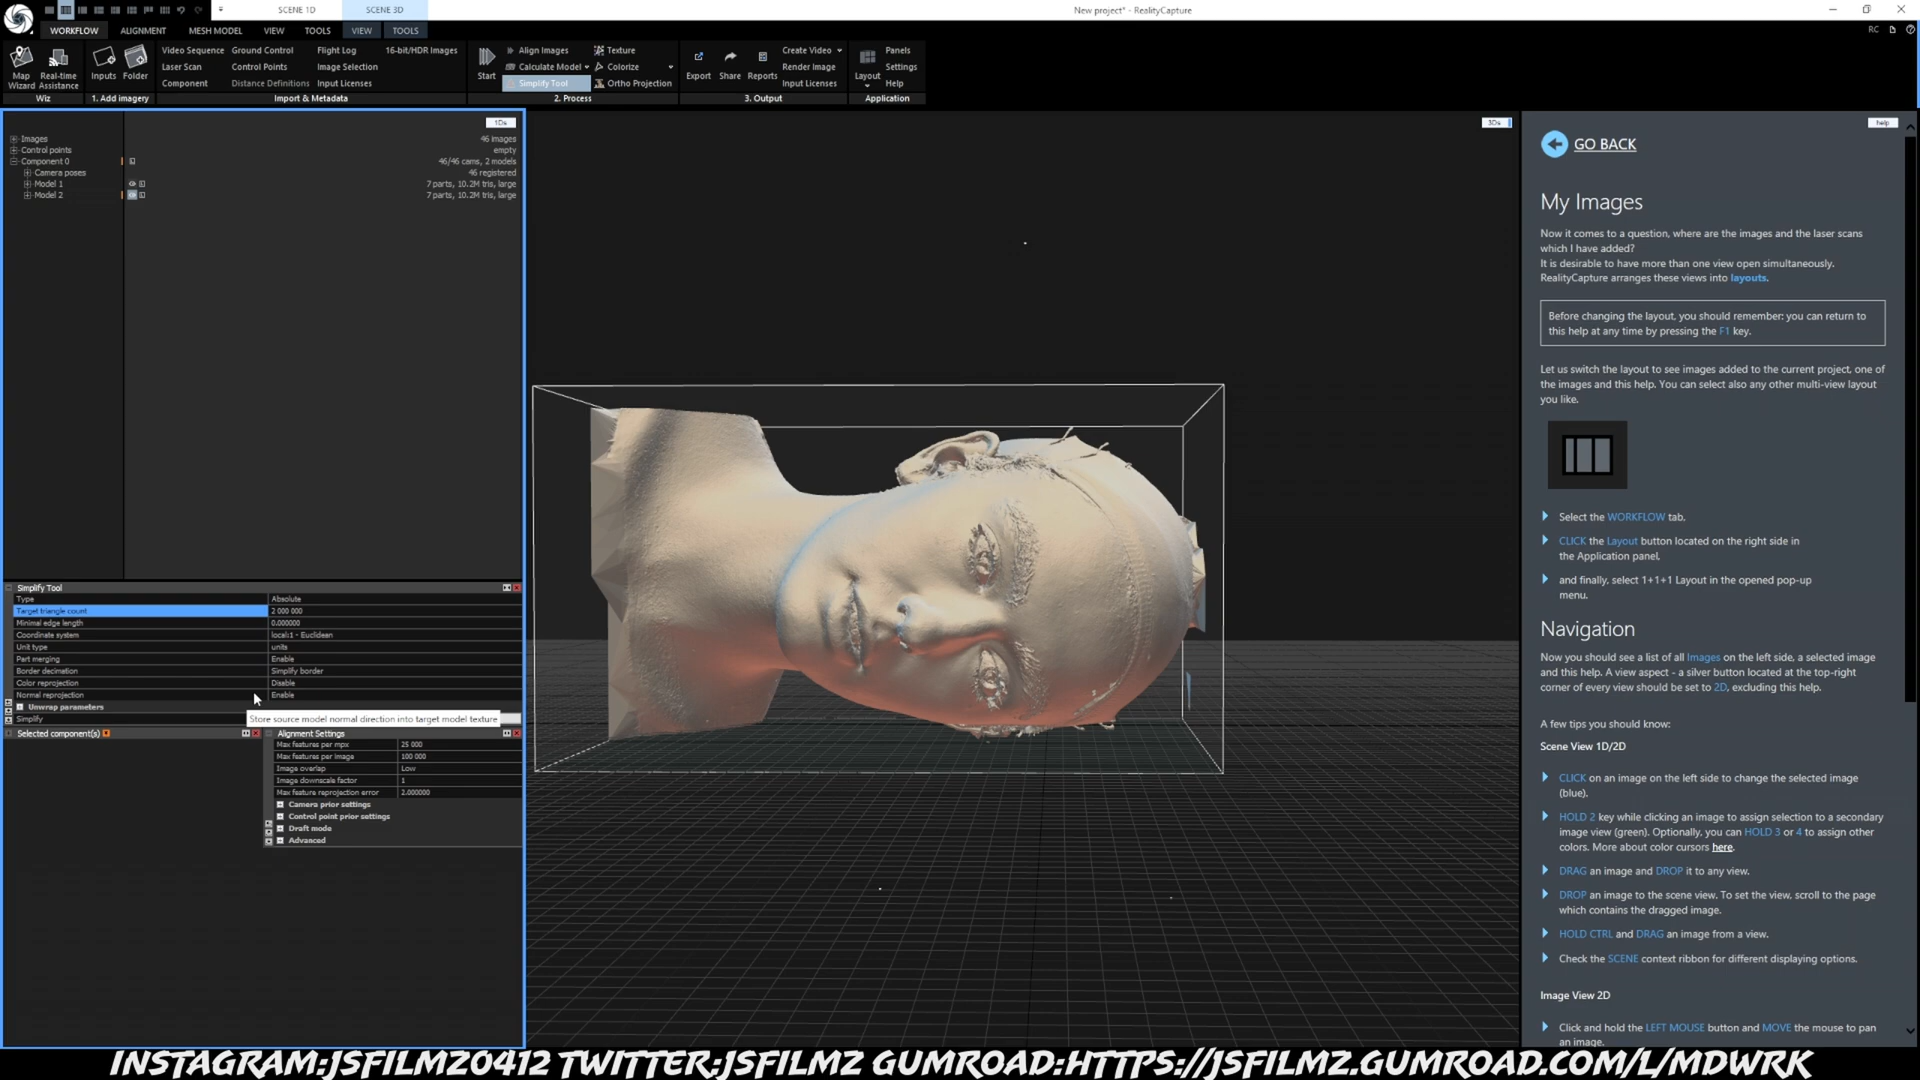 SCENE 1D
SCENE 3D
New project* - RealityCapture
WORKFLOW
ALIGNMENT
MESH MODEL
VIEW
TOOLS
VIEW
TOOLS
RC
Map Wizard
Real-time Assistance
Inputs
Folder
Video Sequence
Ground Control
Flight Log
16-bit/HDR Images
Laser Scan
Control Points
Image Selection
Component
Distance Definitions
Input Licenses
Start
Align Images
Texture
Calculate Model
Colorize
Simplify Tool
Ortho Projection
Export
Share
Reports
Create Video
Render Image
Input Licenses
Layout
Panels
Settings
Help
Wiz
1. Add imagery
Import & Metadata
2. Process
3. Output
Application
1Ds
Images
46 images
Control points
empty
Component 0
46/46 cams, 2 models
Camera poses
46 registered
Model 1
7 parts, 10.2M tris, large
Model 2
7 parts, 10.2M tris, large
Simplify Tool
Type
Absolute
Target triangle count
2 000 000
Minimal edge length
0.000000
Coordinate system
local:1 - Euclidean
Unit type
units
Part merging
Enable
Border decimation
Simplify border
Color reprojection
Disable
Normal reprojection
Enable
Unwrap parameters
Simplify
Store source model normal direction into target model texture
Selected component(s)
Alignment Settings
Max features per mpx
25 000
Max features per image
100 000
Image overlap
Low
Image downscale factor
1
Max feature reprojection error
2.000000
Camera prior settings
Control point prior settings
Draft mode
Advanced
3Ds
help
GO BACK
My Images
Now it comes to a question, where are the images and the laser scans
which I have added?
It is desirable to have more than one view open simultaneously.
RealityCapture arranges these views into layouts.
Before changing the layout, you should remember: you can return to
this help at any time by pressing the F1 key.
Let us switch the layout to see images added to the current project, one of
the images and this help. You can select also any other multi-view layout
you like.
Select the WORKFLOW tab.
CLICK the Layout button located on the right side in
the Application panel,
and finally, select 1+1+1 Layout in the opened pop-up
menu.
Navigation
Now you should see a list of all Images on the left side, a selected image
and this help. A view aspect - a silver button located at the top-right
corner of every view should be set to 2D, excluding this help.
A few tips you should know:
Scene View 1D/2D
CLICK on an image on the left side to change the selected image
(blue).
HOLD 2 key while clicking an image to assign selection to a secondary
image view (green). Optionally, you can HOLD 3 or 4 to assign other
colors. More about color cursors here.
DRAG an image and DROP it to any view.
DROP an image to the scene view. To set the view, scroll to the page
which contains the dragged image.
HOLD CTRL and DRAG an image from a view.
Check the SCENE context ribbon for different displaying options.
Image View 2D
Click and hold the LEFT MOUSE button and MOVE the mouse to pan
an image.
INSTAGRAM:JSFILMZ0412 TWITTER:JSFILMZ GUMROAD:HTTPS://JSFILMZ.GUMROAD.COM/L/MDWRK